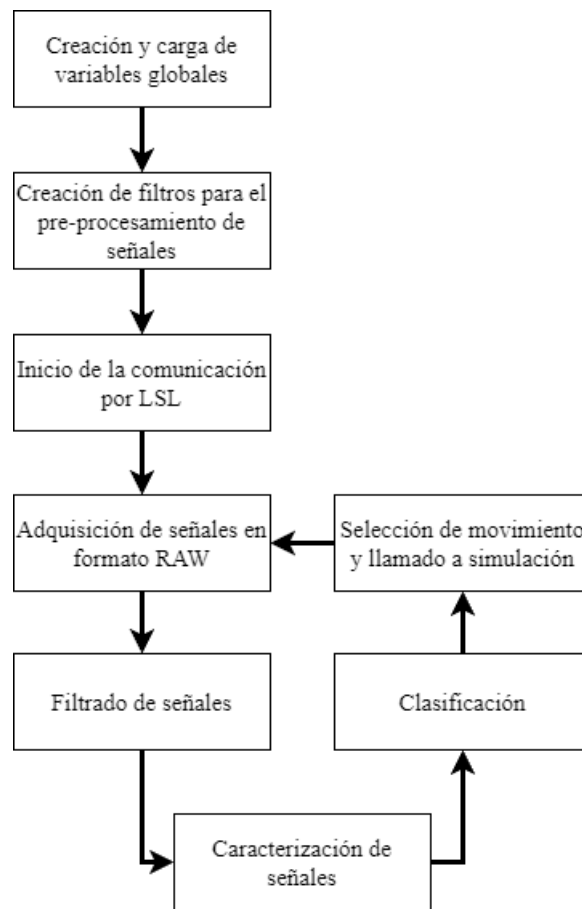 Creación y carga de
variables globales
Creación de filtros para el
pre-procesamiento de
señales
Inicio de la comunicación
por LSL
Adquisición de señales en
formato RAW
Selección de movimiento
y llamado a simulación
Filtrado de señales
Clasificación
Caracterización de
señales